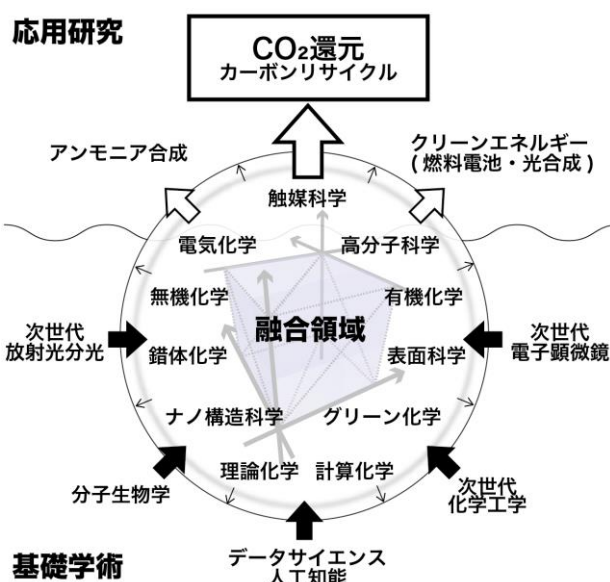 応用研究
CO₂還元
カーボンリサイクル
アンモニア合成
クリーンエネルギー
(燃料電池・光合成)
触媒科学
電気化学
高分子科学
無機化学
有機化学
融合領域
次世代
放射光分光
錯体化学
表面科学
次世代
電子顕微鏡
ナノ構造科学
グリーン化学
理論化学
計算化学
分子生物学
次世代
化学工学
データサイエンス
人工知能
基礎学術